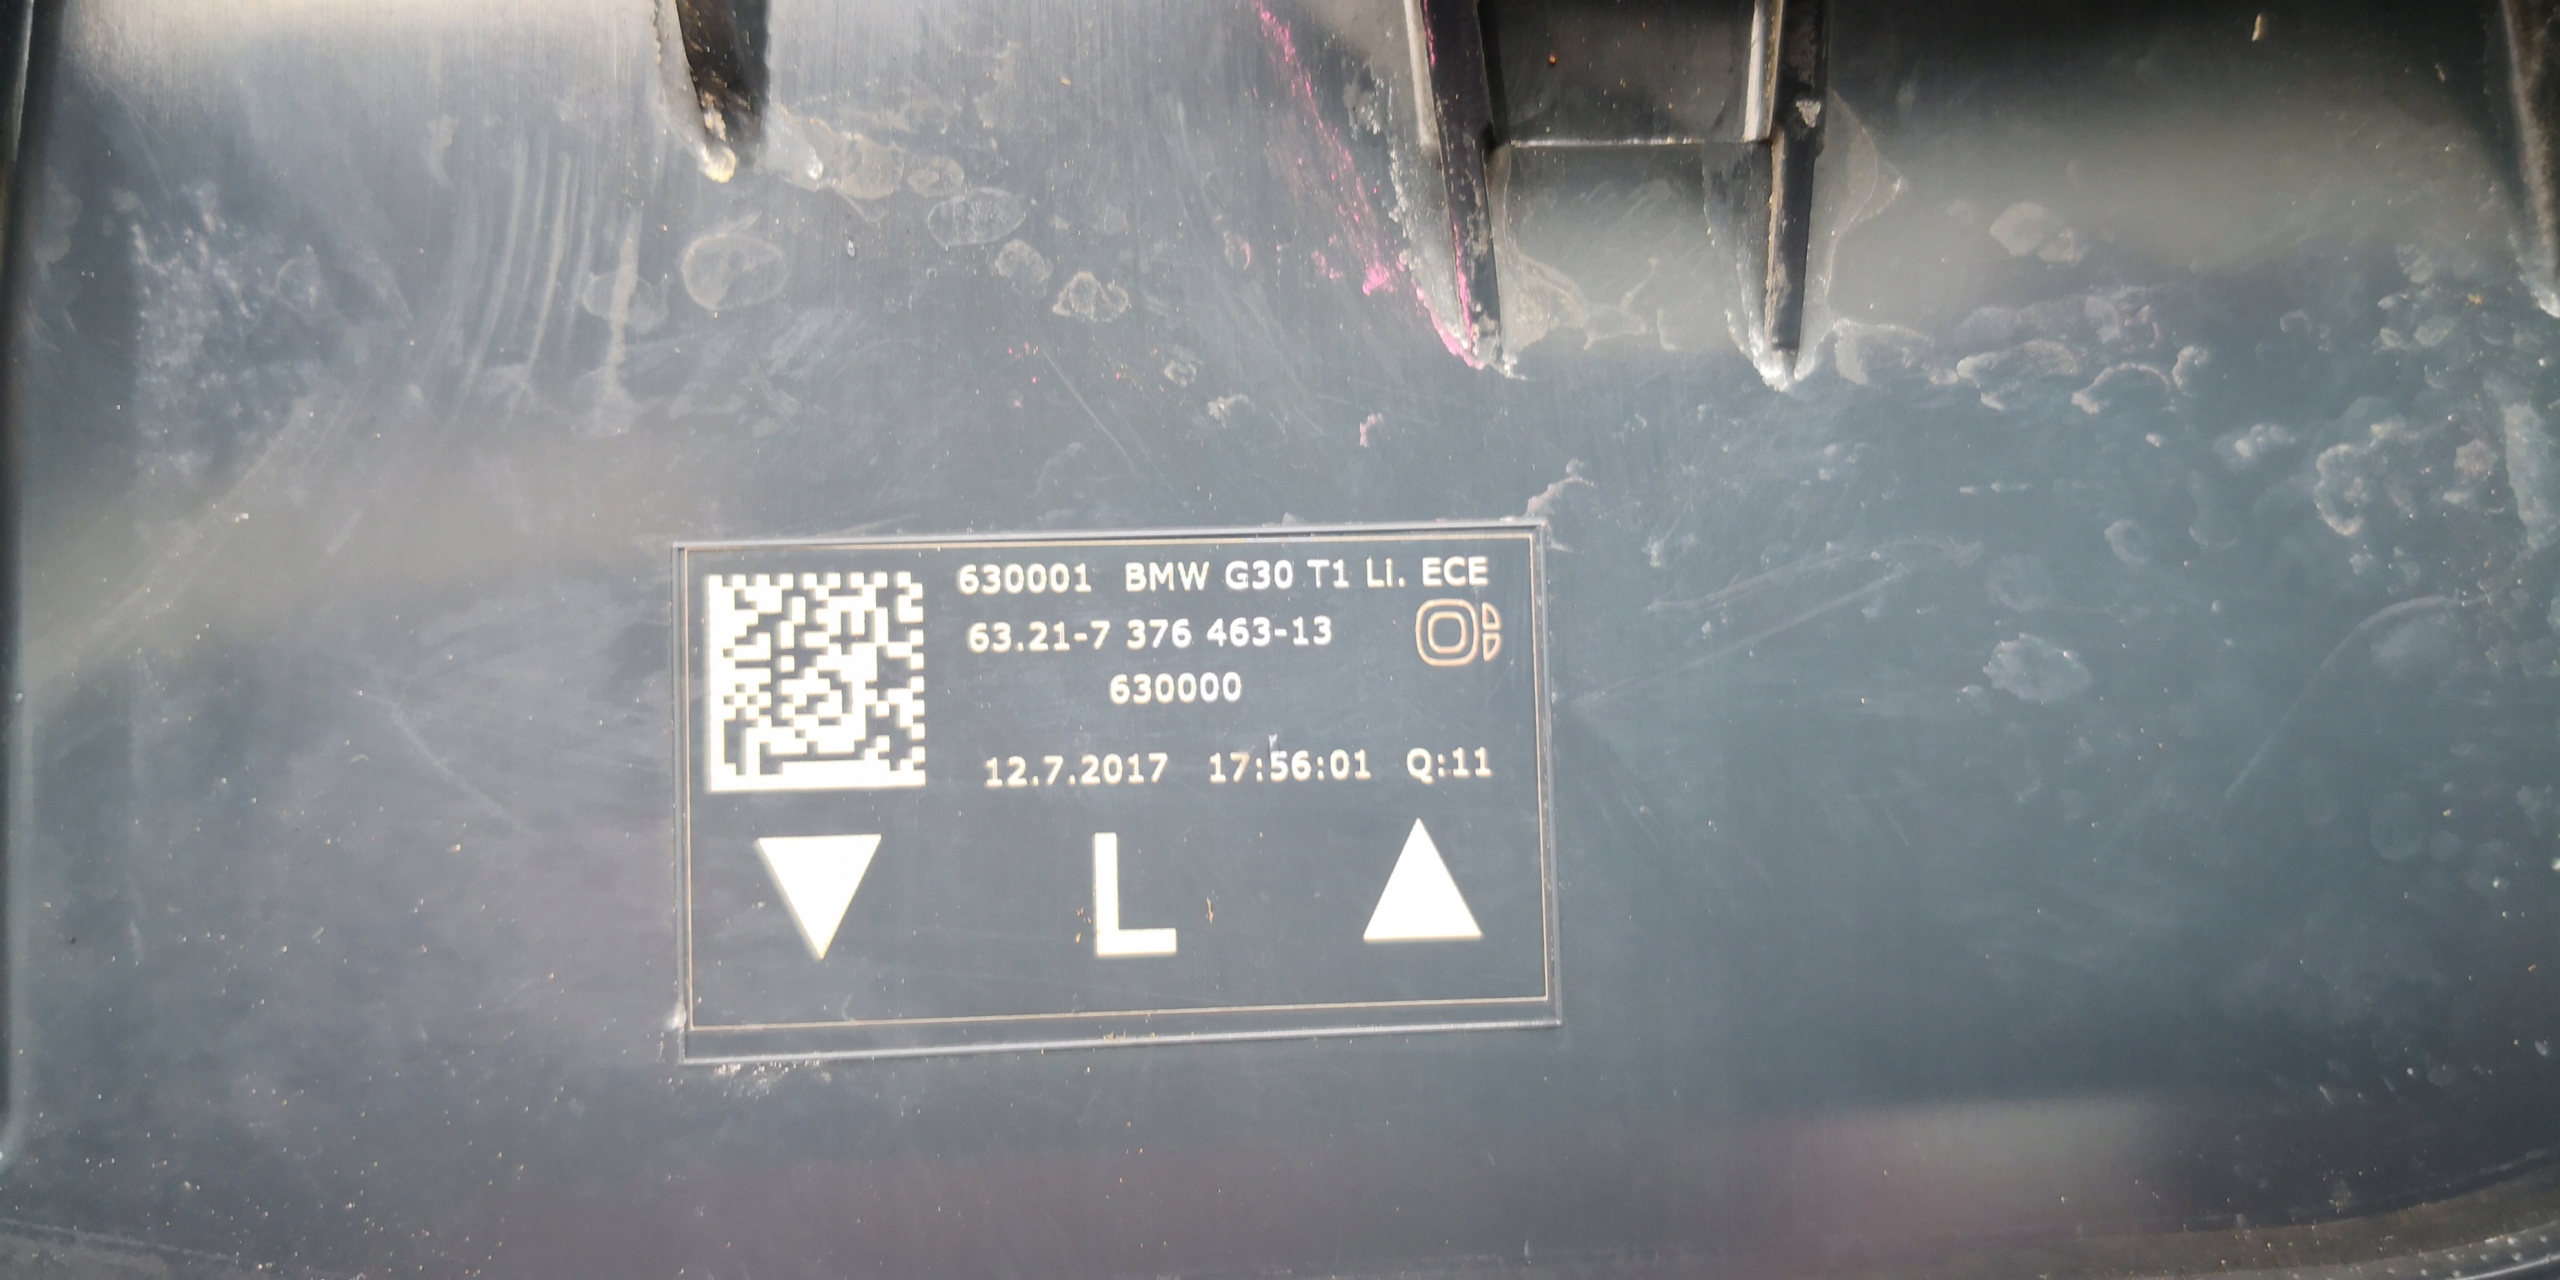 630001 BMW G30 T1 Li. ECE
63.21-7 376 463-13
630000
12.7.2017 17:56:01 Q:11
L